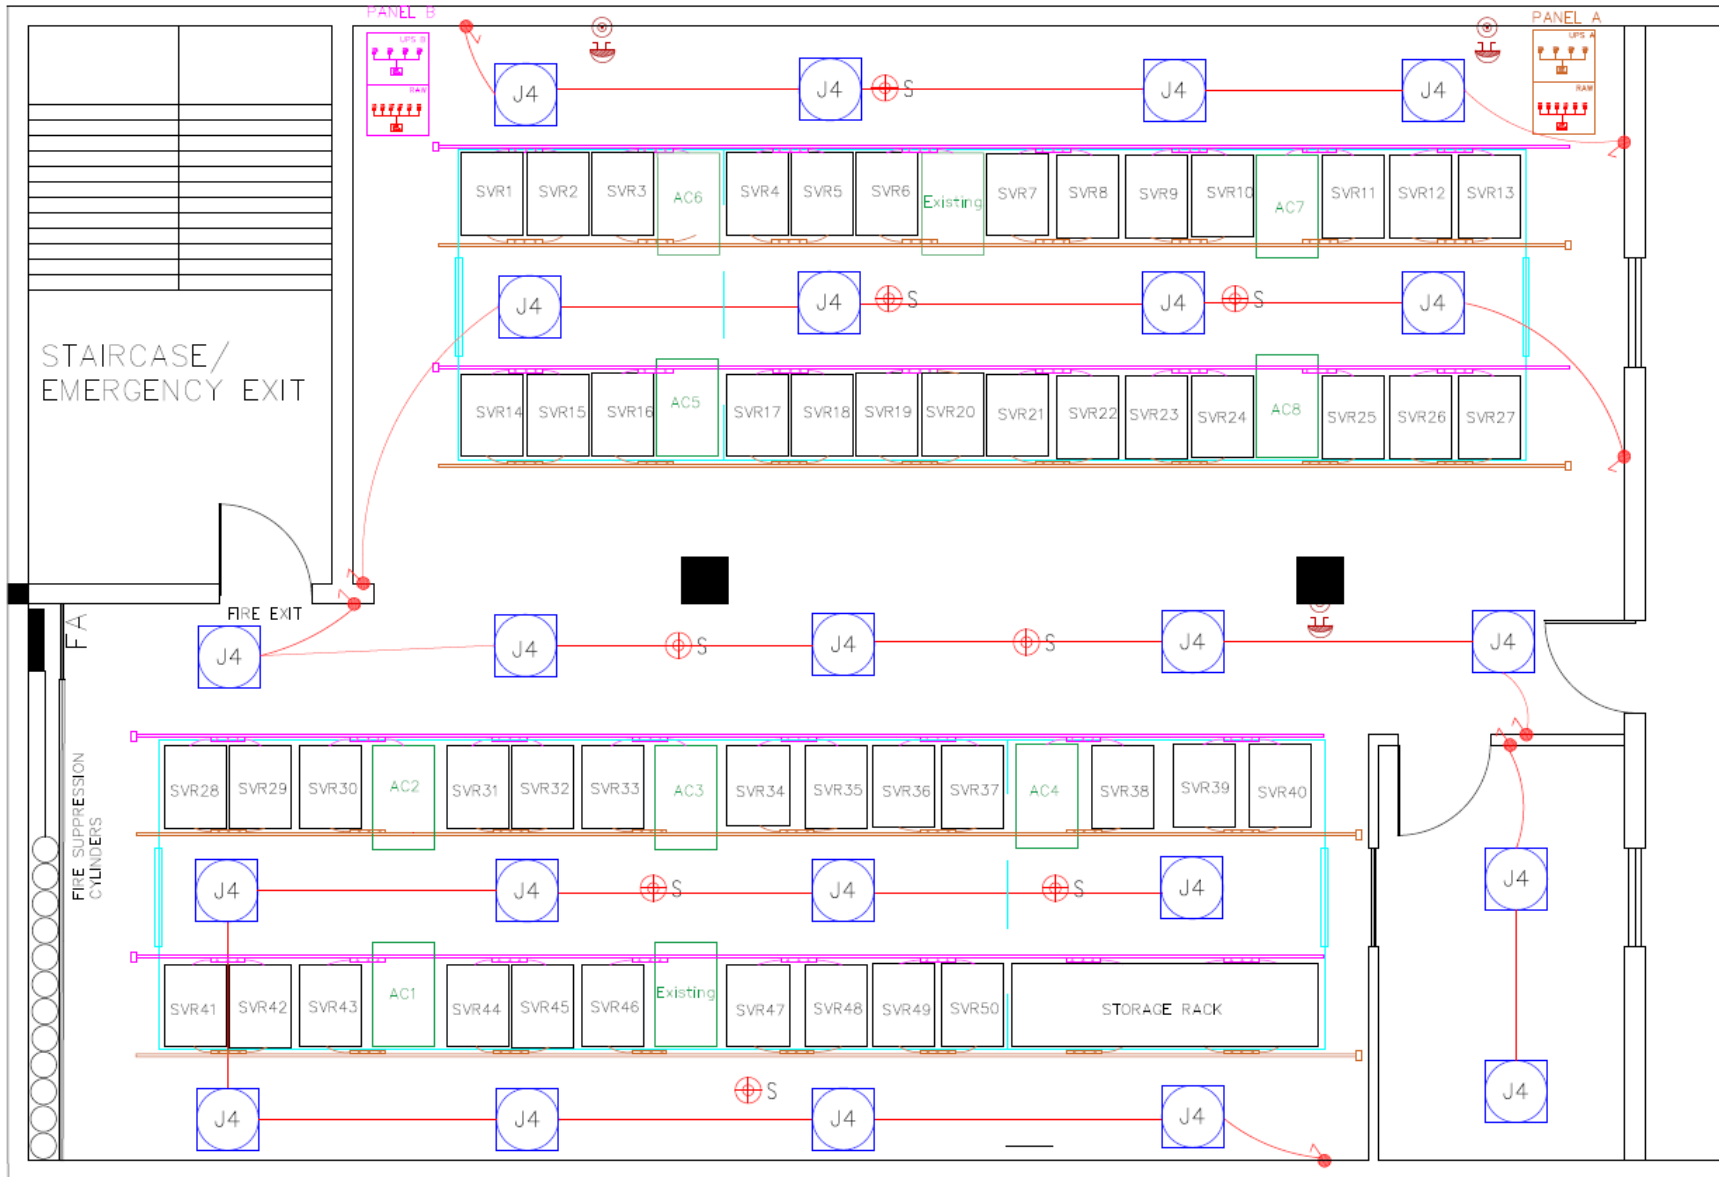 PANEL B
PANEL A
UPS B
UPS A
RAW
RAW
J4
J4
S
J4
J4
SVR1
SVR2
SVR3
AC6
SVR4
SVR5
SVR6
Existing
SVR7
SVR8
SVR9
SVR10
AC7
SVR11
SVR12
SVR13
J4
J4
S
J4
S
J4
STAIRCASE/
EMERGENCY EXIT
SVR14
SVR15
SVR16
AC5
SVR17
SVR18
SVR19
SVR20
SVR21
SVR22
SVR23
SVR24
AC8
SVR25
SVR26
SVR27
FIRE EXIT
FA
J4
J4
S
J4
S
J4
J4
FIRE SUPPRESSION
CYLINDERS
SVR28
SVR29
SVR30
AC2
SVR31
SVR32
SVR33
AC3
SVR34
SVR35
SVR36
SVR37
AC4
SVR38
SVR39
SVR40
J4
J4
S
J4
S
J4
J4
SVR41
SVR42
SVR43
AC1
SVR44
SVR45
SVR46
Existing
SVR47
SVR48
SVR49
SVR50
STORAGE RACK
J4
J4
S
J4
J4
J4